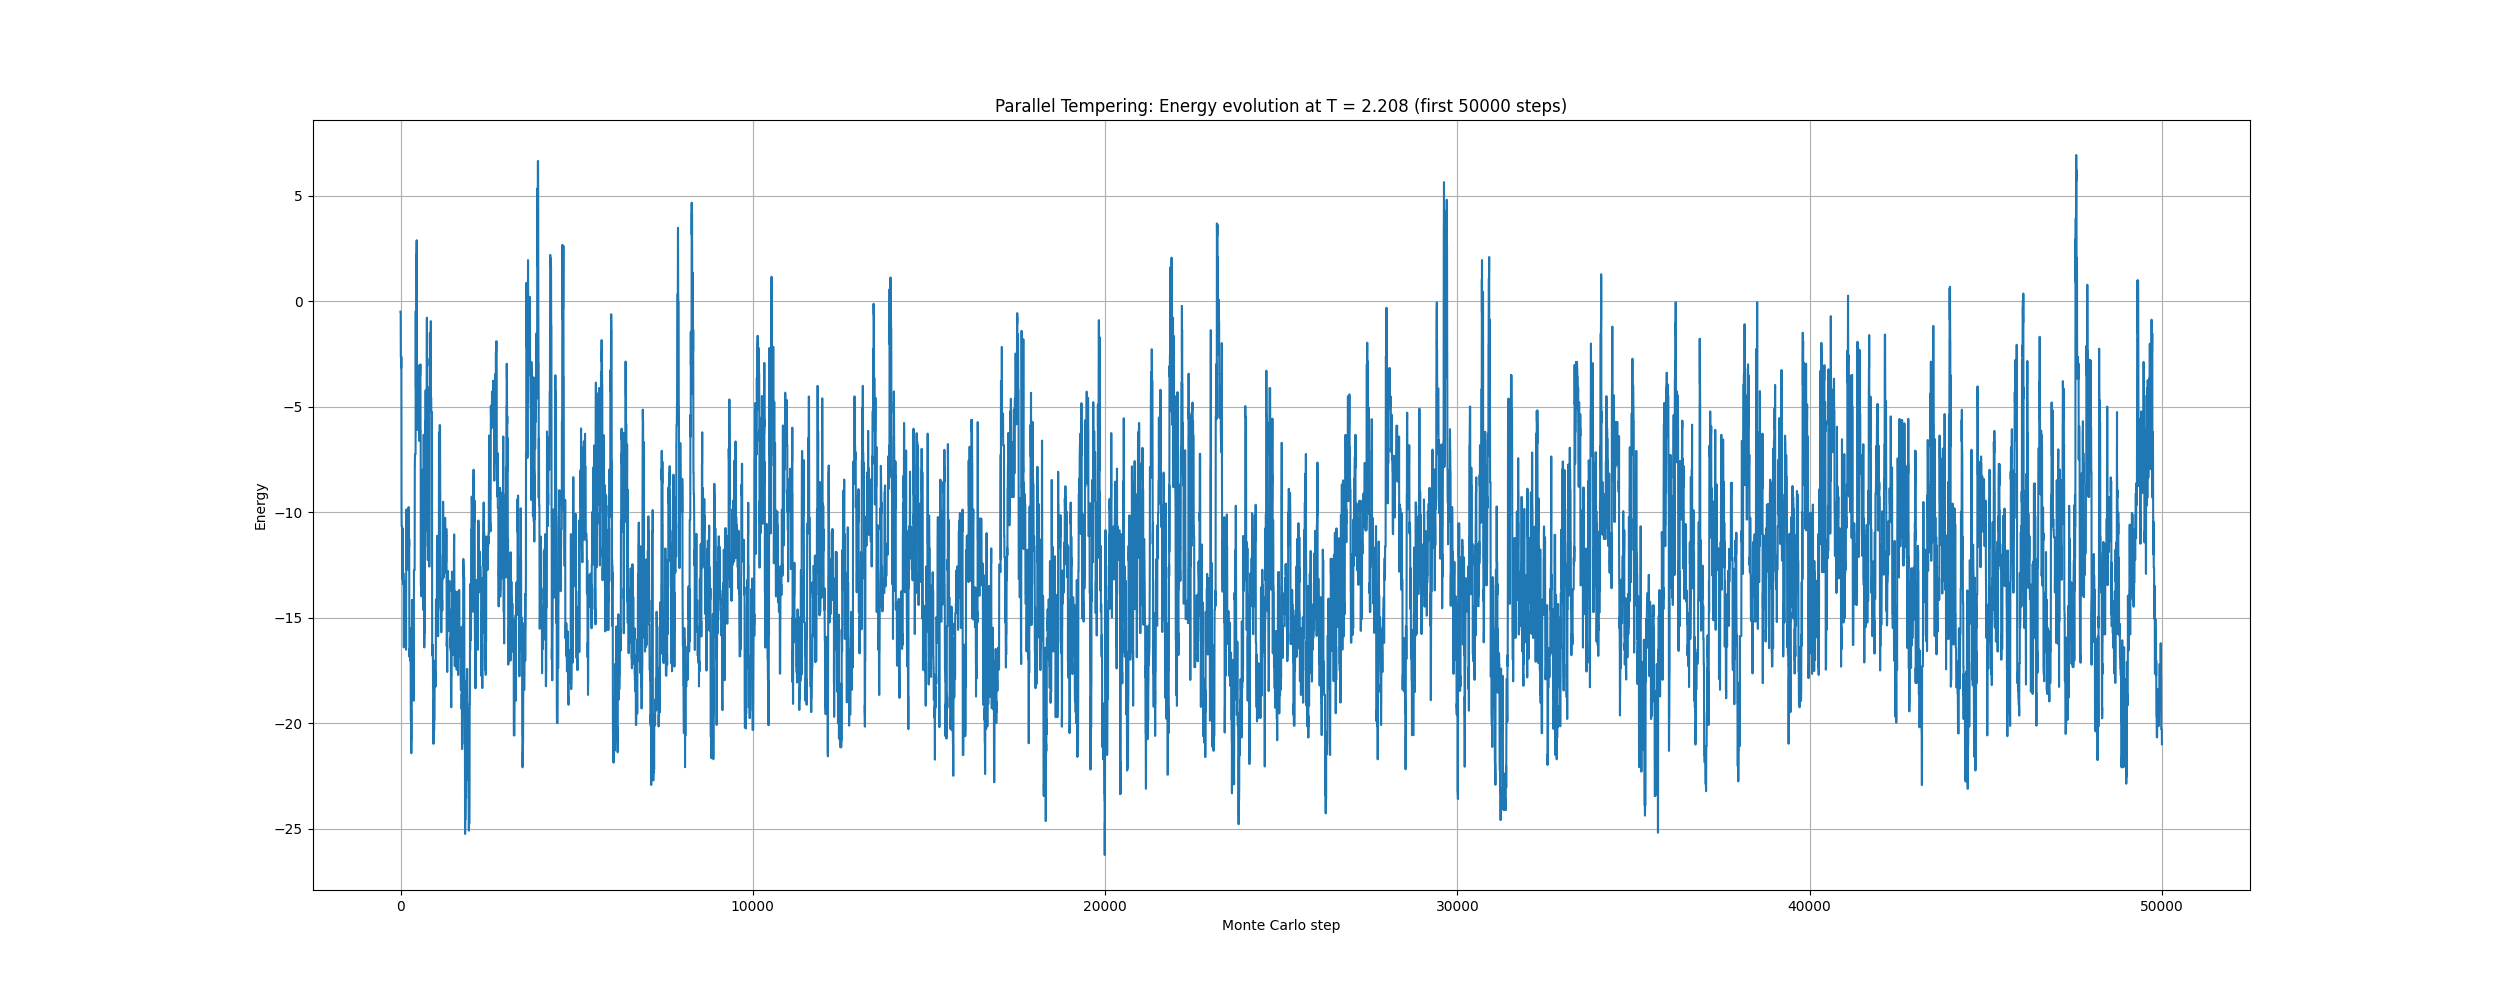 Parallel Tempering: Energy evolution at T = 2.208 (first 50000 steps)
5
0
−5
−10
−15
−20
−25
Energy
0 10000 20000 30000 40000 50000
Monte Carlo step